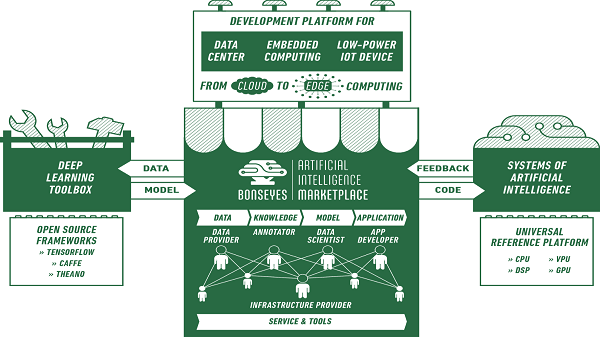 DEVELOPMENT PLATFORM FOR
DATA CENTER
EMBEDDED COMPUTING
LOW-POWER IOT DEVICE
FROM CLOUD TO EDGE COMPUTING
DEEP LEARNING TOOLBOX
DATA
MODEL
BONSEYES
ARTIFICIAL
INTELLIGENCE
MARKETPLACE
FEEDBACK
CODE
SYSTEMS OF
ARTIFICIAL
INTELLIGENCE
OPEN SOURCE
FRAMEWORKS
» TENSORFLOW
» CAFFE
» THEANO
DATA
KNOWLEDGE
MODEL
APPLICATION
DATA PROVIDER
ANNOTATOR
DATA SCIENTIST
APP DEVELOPER
INFRASTRUCTURE PROVIDER
SERVICE & TOOLS
UNIVERSAL
REFERENCE PLATFORM
» CPU » VPU
» DSP » GPU